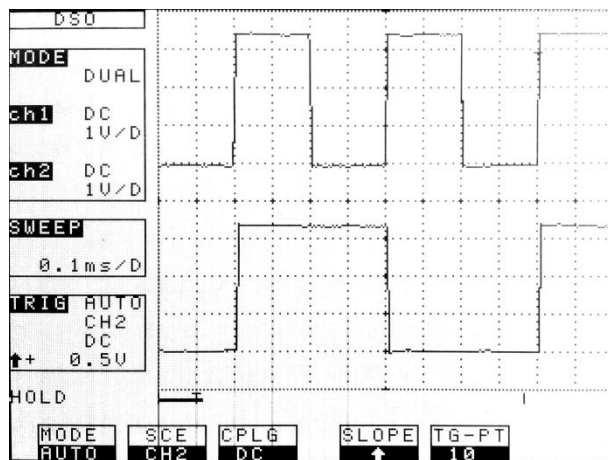 DSO
MODE
DUAL
ch1 DC
1V/D
ch2 DC
1V/D
SWEEP
0.1ms/D
TRIG AUTO
CH2
DC
↑+ 0.5V
HOLD
MODE SCE CPLG SLOPE TG-PT
AUTO CH2 DC ↑ 10